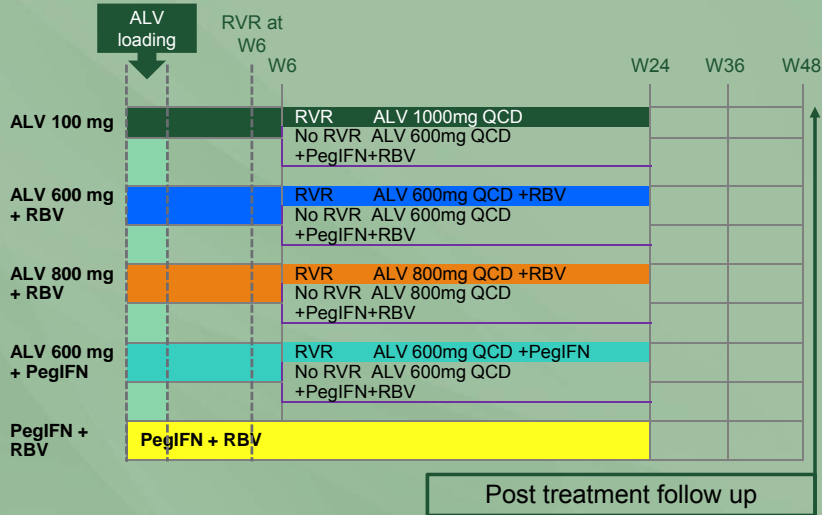 ALV
loading
RVR at
W6
W6
W24
W36
W48
ALV 100 mg
RVR ALV 1000mg QCD
No RVR ALV 600mg QCD
+PegIFN+RBV
ALV 600 mg
+ RBV
RVR ALV 600mg QCD +RBV
No RVR ALV 600mg QCD
+PegIFN+RBV
ALV 800 mg
+ RBV
RVR ALV 800mg QCD +RBV
No RVR ALV 800mg QCD
+PegIFN+RBV
ALV 600 mg
+ PegIFN
RVR ALV 600mg QCD +PegIFN
No RVR ALV 600mg QCD
+PegIFN+RBV
PegIFN +
RBV
PegIFN + RBV
Post treatment follow up